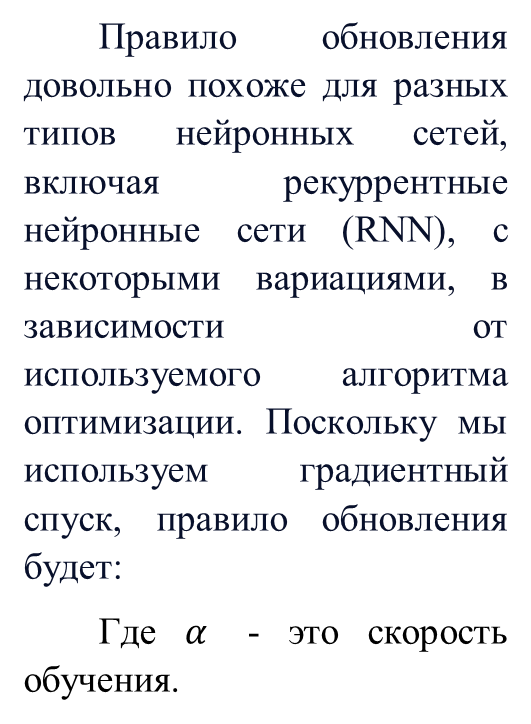 Правило обновления
довольно похоже для разных
типов нейронных сетей,
включая рекуррентные
нейронные сети (RNN), с
некоторыми вариациями, в
зависимости от
используемого алгоритма
оптимизации. Поскольку мы
используем градиентный
спуск, правило обновления
будет:
Где α - это скорость
обучения.